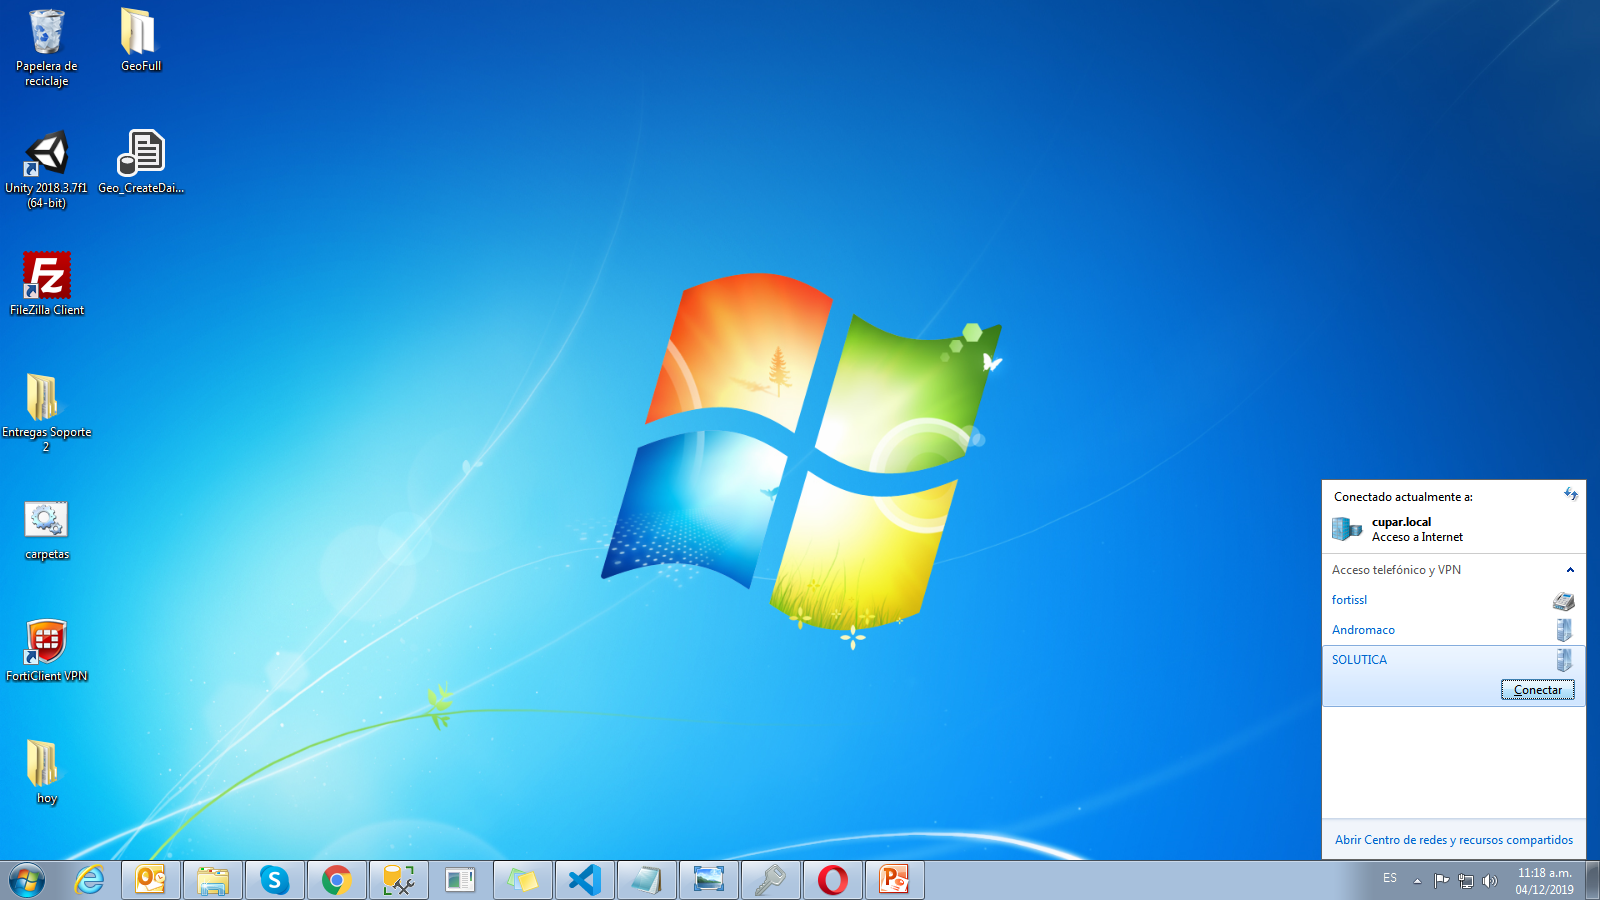 Papelera de
reciclaje
GeoFull
Unity 2018.3.7f1
(64-bit)
Geo_CreateDai...
FileZilla Client
Entregas Soporte
2
carpetas
FortiClient VPN
hoy
Conectado actualmente a:
cupar.local
Acceso a Internet
Acceso telefónico y VPN
fortissl
Andromaco
SOLUTICA
Conectar
Abrir Centro de redes y recursos compartidos
ES
11:18 a.m.
04/12/2019